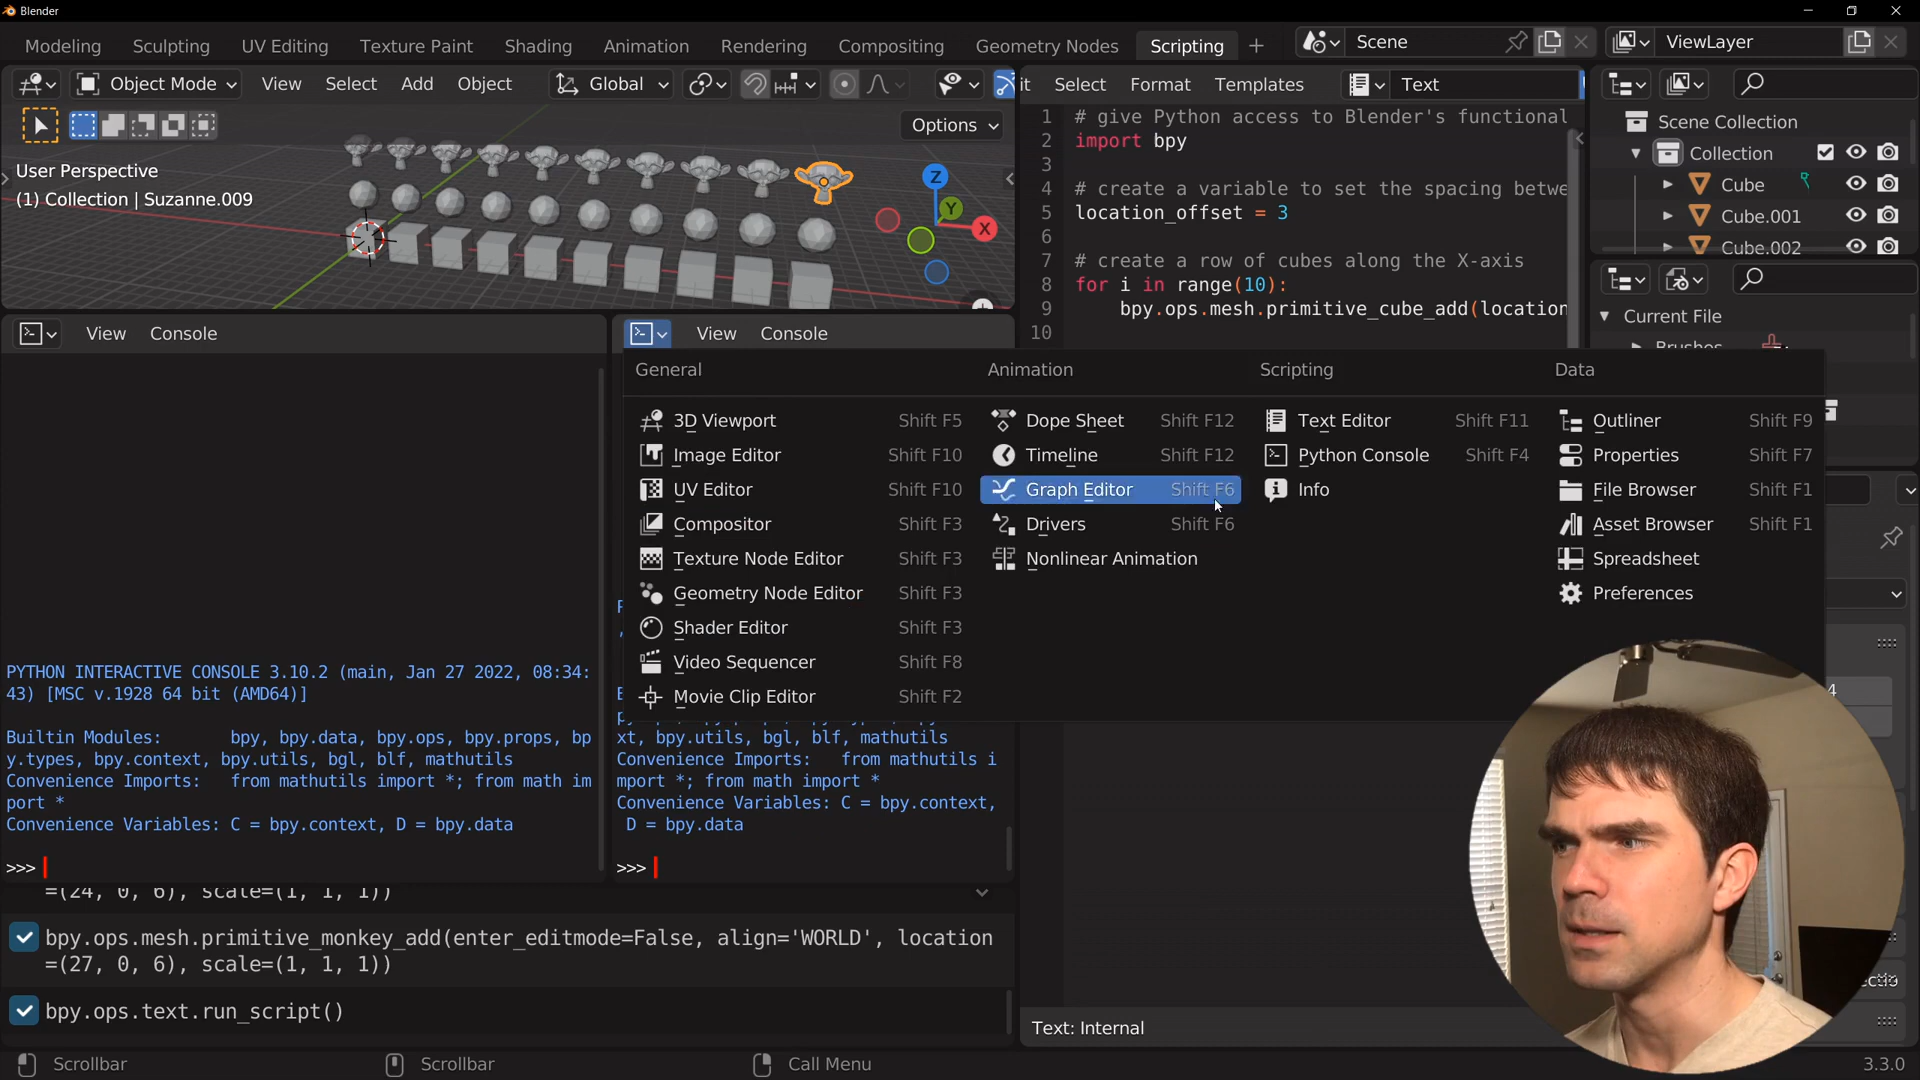 Blender
Modeling Sculpting UV Editing Texture Paint Shading Animation Rendering Compositing Geometry Nodes Scripting + Scene ViewLayer
Object Mode View Select Add Object Global
it Select Format Templates Text
Options
User Perspective
(1) Collection | Suzanne.009
Z
Y
X
1 # give Python access to Blender's functional
2 import bpy
3
4 # create a variable to set the spacing betwe
5 location_offset = 3
6
7 # create a row of cubes along the X-axis
8 for i in range(10):
9 bpy.ops.mesh.primitive_cube_add(location
10
Scene Collection
Collection
Cube
Cube.001
Cube.002
Current File
Brushes
View Console
View Console
General Animation Scripting Data
3D Viewport Shift F5
Image Editor Shift F10
UV Editor Shift F10
Compositor Shift F3
Texture Node Editor Shift F3
Geometry Node Editor Shift F3
Shader Editor Shift F3
Video Sequencer Shift F8
Movie Clip Editor Shift F2
Dope Sheet Shift F12
Timeline Shift F12
Graph Editor Shift F6
Drivers Shift F6
Nonlinear Animation
Text Editor Shift F11
Python Console Shift F4
Info
Outliner Shift F9
Properties Shift F7
File Browser Shift F1
Asset Browser Shift F1
Spreadsheet
Preferences
PYTHON INTERACTIVE CONSOLE 3.10.2 (main, Jan 27 2022, 08:34:
43) [MSC v.1928 64 bit (AMD64)]
Builtin Modules: bpy, bpy.data, bpy.ops, bpy.props, bp
y.types, bpy.context, bpy.utils, bgl, blf, mathutils
Convenience Imports: from mathutils import *; from math im
port *
Convenience Variables: C = bpy.context, D = bpy.data
>>>
xt, bpy.utils, bgl, blf, mathutils
Convenience Imports: from mathutils i
mport *; from math import *
Convenience Variables: C = bpy.context,
D = bpy.data
>>>
=(24, 0, 6), scale=(1, 1, 1))
bpy.ops.mesh.primitive_monkey_add(enter_editmode=False, align='WORLD', location
=(27, 0, 6), scale=(1, 1, 1))
bpy.ops.text.run_script()
Text: Internal
4
ectio
Scrollbar Scrollbar Call Menu 3.3.0